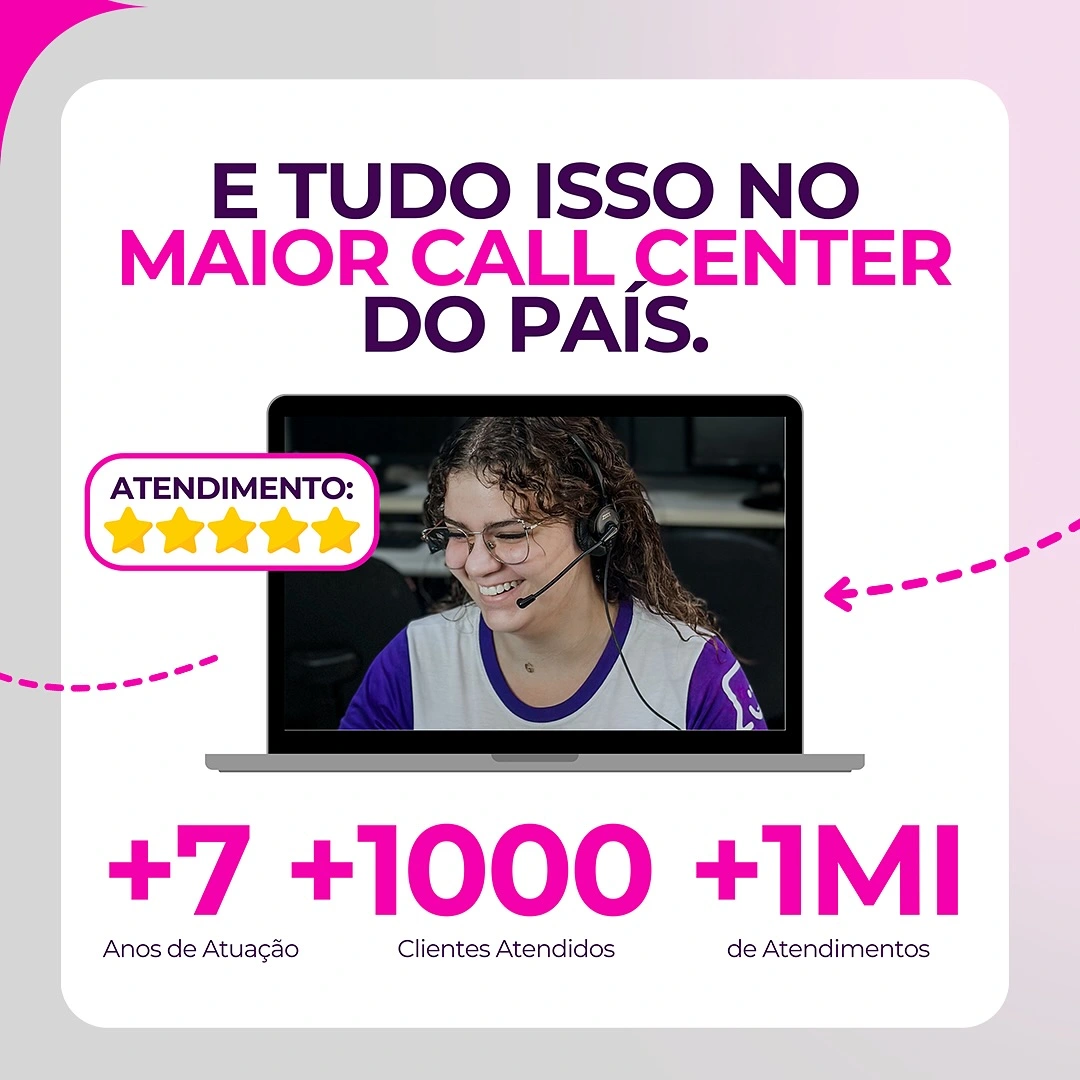 E TUDO ISSO NO
MAIOR CALL CENTER
DO PAÍS.
ATENDIMENTO:
+7
Anos de Atuação
+1000
Clientes Atendidos
+1MI
de Atendimentos